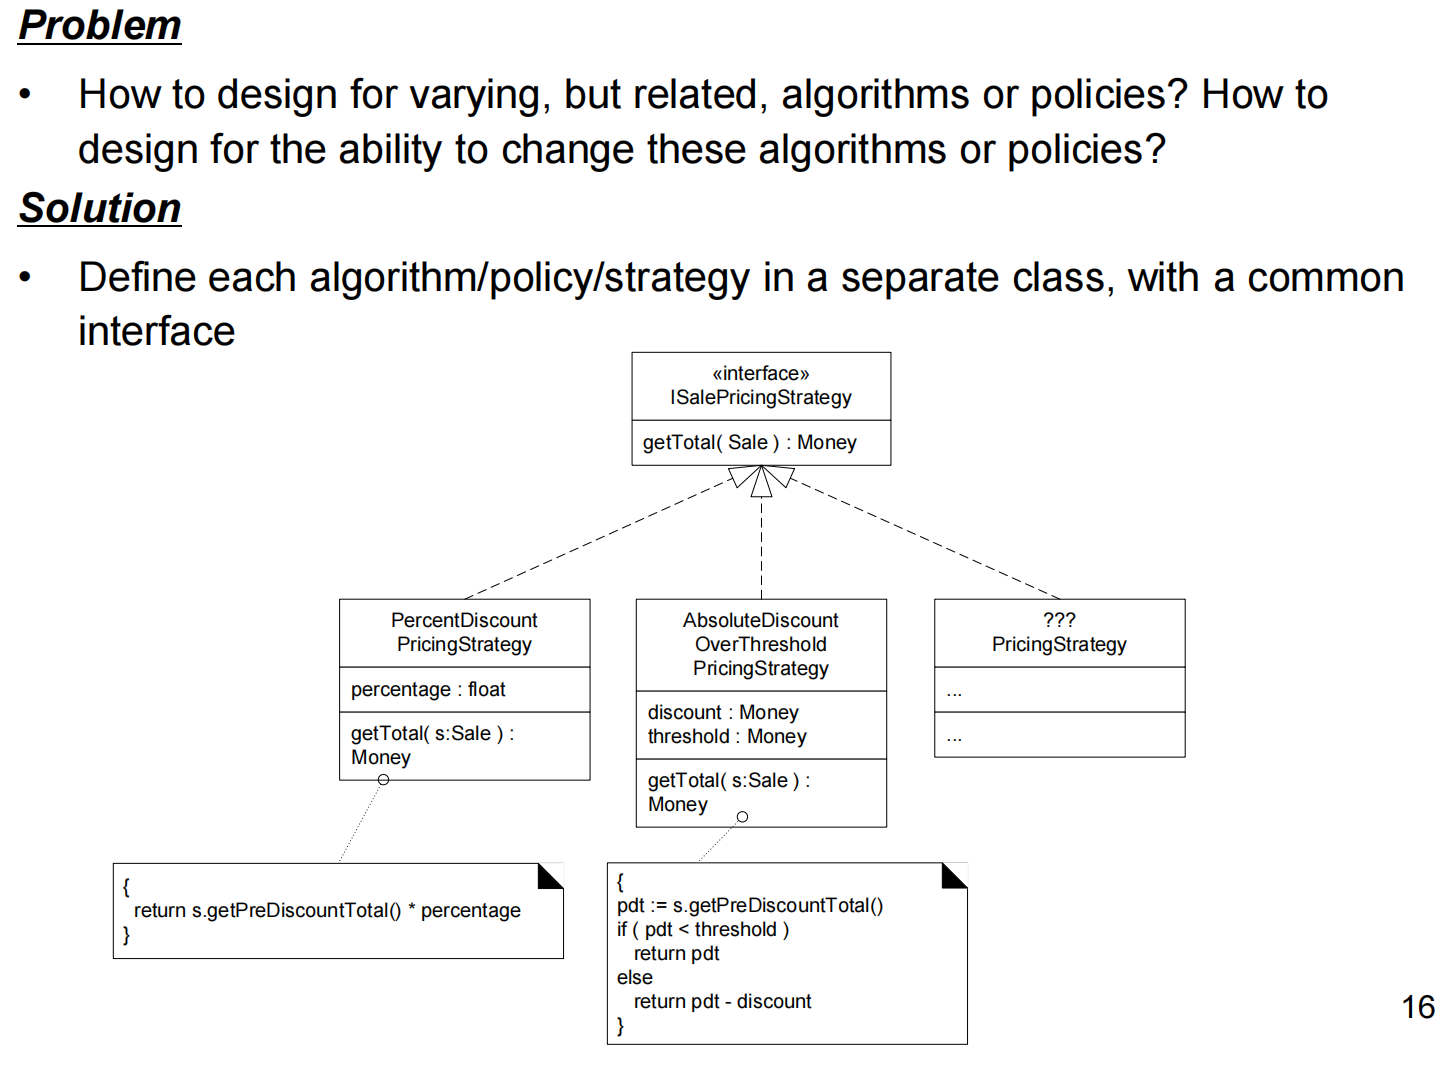 Problem
• How to design for varying, but related, algorithms or policies? How to
design for the ability to change these algorithms or policies?
Solution
• Define each algorithm/policy/strategy in a separate class, with a common
interface
«interface»
ISalePricingStrategy
getTotal( Sale ) : Money
PercentDiscount
PricingStrategy
percentage : float
getTotal( s:Sale ) :
Money
AbsoluteDiscount
OverThreshold
PricingStrategy
discount : Money
threshold : Money
getTotal( s:Sale ) :
Money
???
PricingStrategy
...
...
{
return s.getPreDiscountTotal() * percentage
}
{
pdt := s.getPreDiscountTotal()
if ( pdt < threshold )
return pdt
else
return pdt - discount
}
16